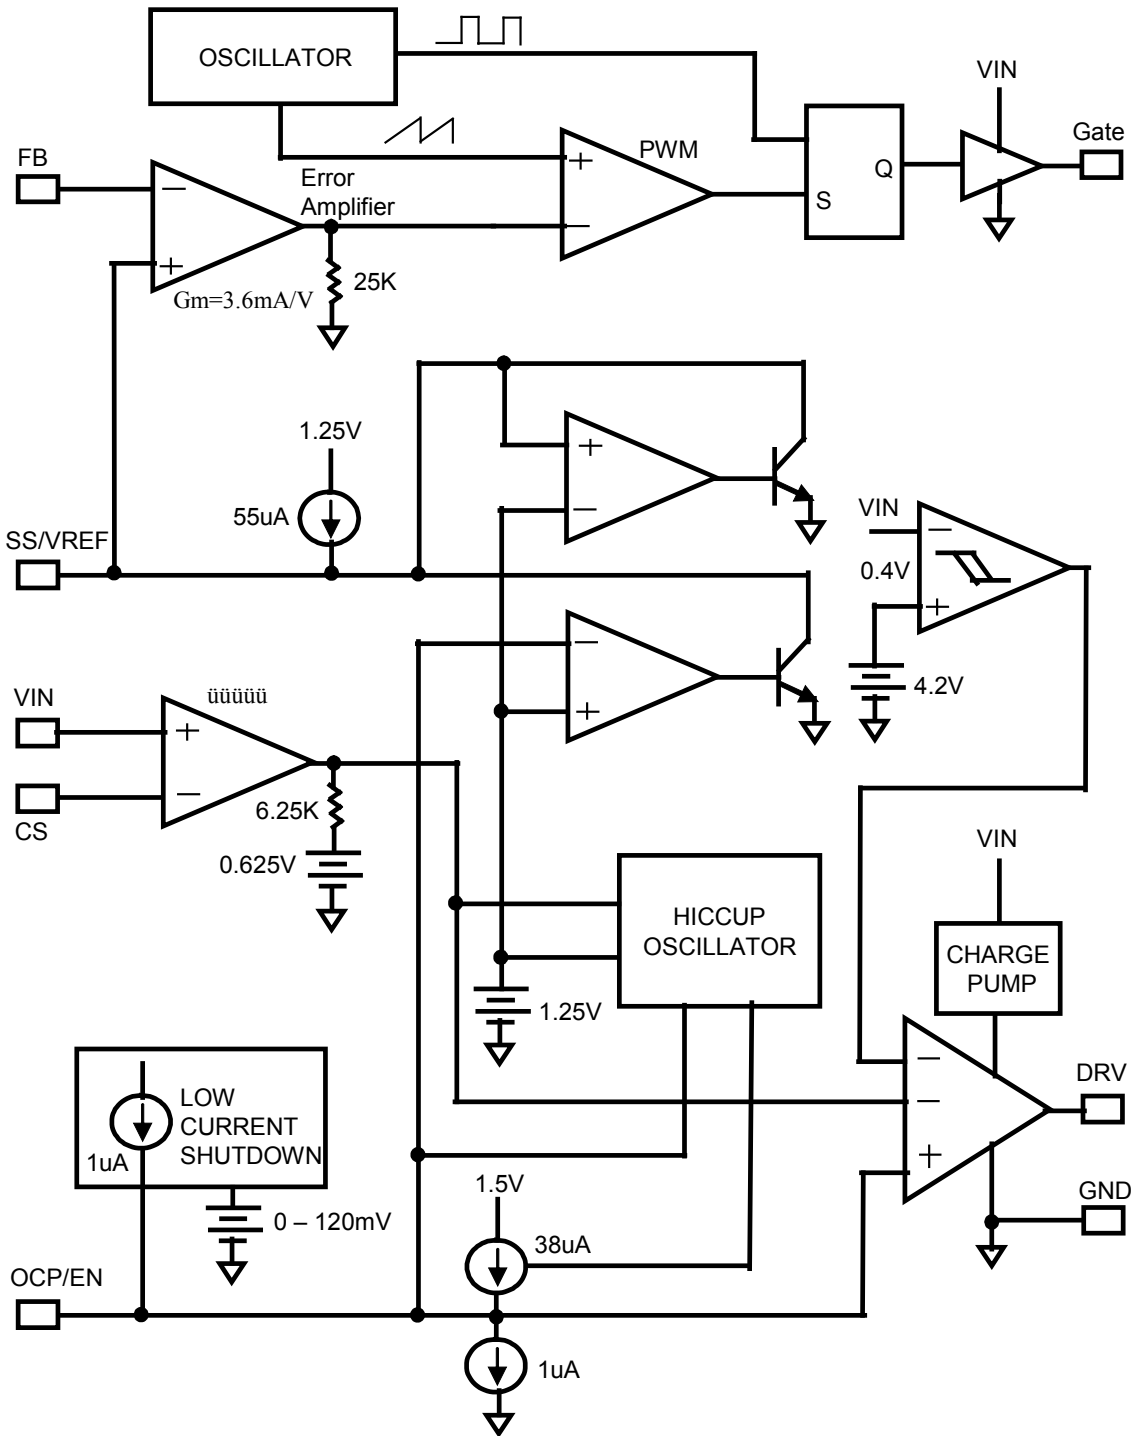 OSCILLATOR
VIN
Gate
FB
PWM
Error
Amplifier
+
−
Q
S
−
+
25K
Gm=3.6mA/V
1.25V
+
−
55uA
SS/VREF
VIN
−
0.4V
+
−
+
4.2V
VIN
üüüüü
+
−
CS
6.25K
0.625V
VIN
HICCUP
OSCILLATOR
CHARGE
PUMP
1.25V
−
−
+
DRV
LOW
CURRENT
SHUTDOWN
1uA
0 – 120mV
1.5V
38uA
GND
OCP/EN
1uA